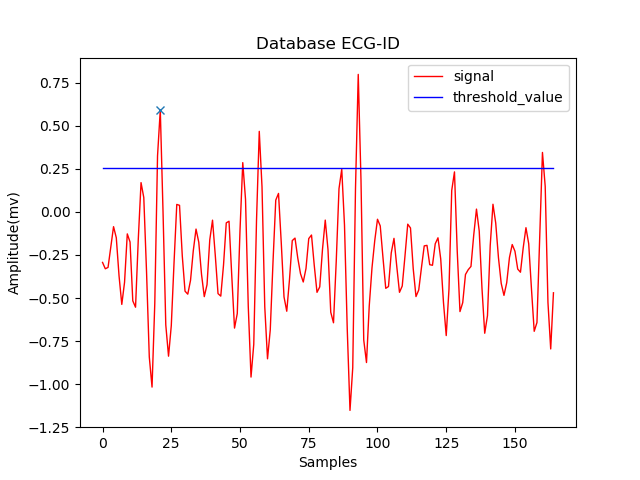 Database ECG-ID
signal
threshold_value
0.75
0.50
0.25
0.00
−0.25
−0.50
−0.75
−1.00
−1.25
Amplitude(mv)
0 25 50 75 100 125 150
Samples